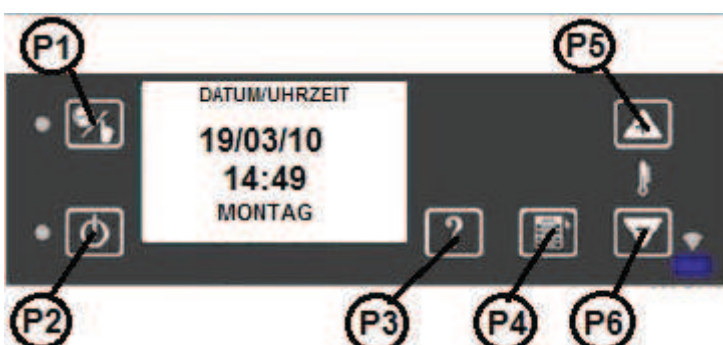 P1
P5
DATUM/UHRZEIT
19/03/10
14:49
MONTAG
?
P2
P3
P4
P6